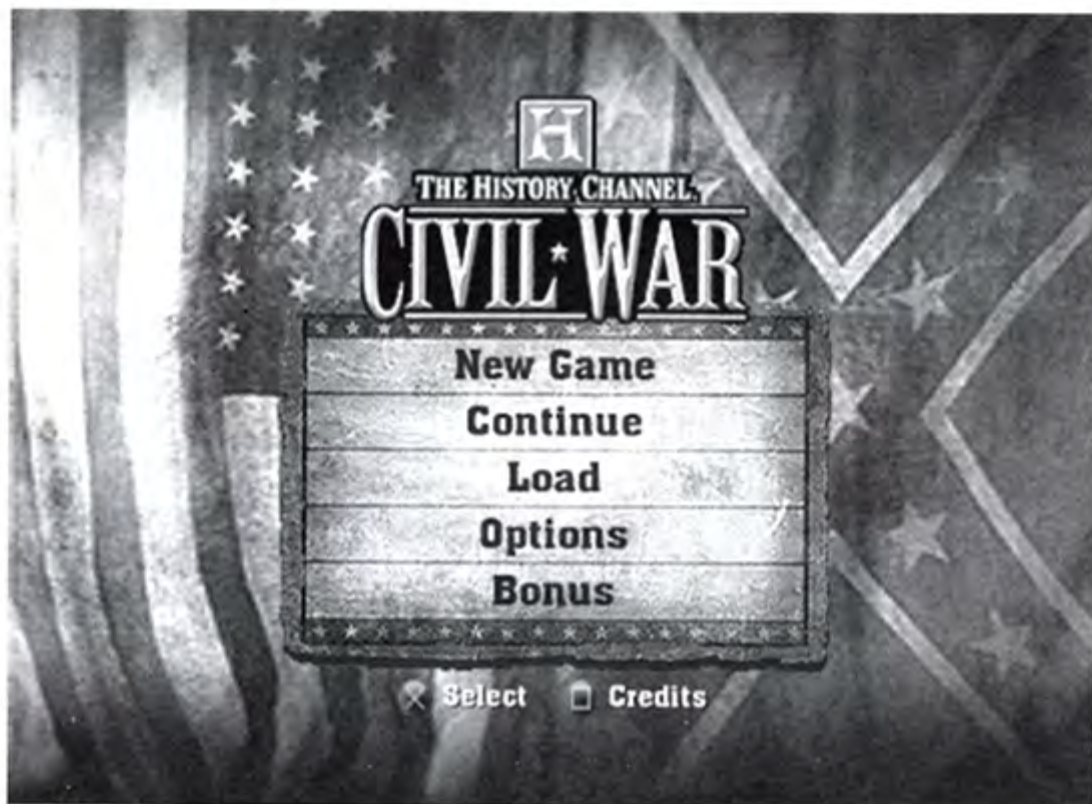 H
THE HISTORY CHANNEL
CIVIL★WAR
New Game
Continue
Load
Options
Bonus
Select Credits